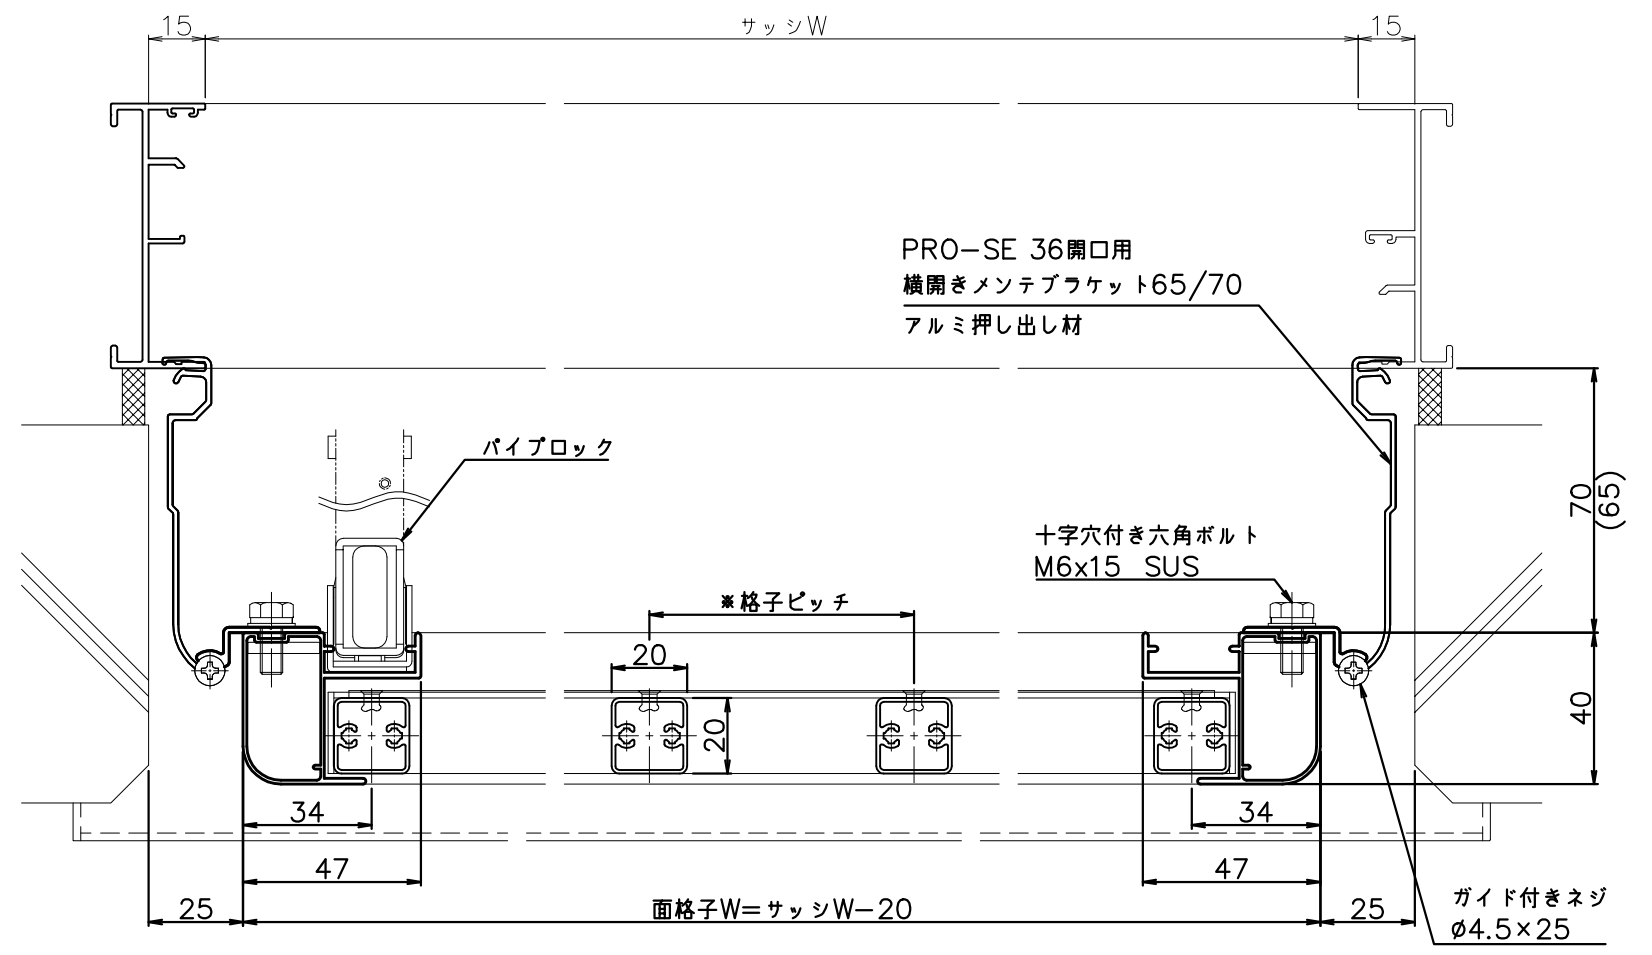 15
サッシW
15
PRO-SE 36開口用
横開きメンテブラケット65/70
アルミ押し出し材
パイプロック
70
(65)
十字穴付き六角ボルト
M6x15 SUS
※格子ピッチ
20
20
40
34
34
47
47
25
面格子W=サッシW-20
25
ガイド付きネジ
φ4.5×25